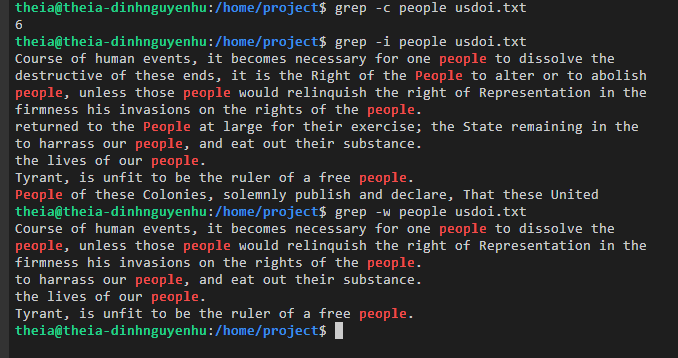 theia@theia-dinhnguyenhu:/home/project$ grep -c people usdoi.txt
6
theia@theia-dinhnguyenhu:/home/project$ grep -i people usdoi.txt
Course of human events, it becomes necessary for one people to dissolve the
destructive of these ends, it is the Right of the People to alter or to abolish
people, unless those people would relinquish the right of Representation in the
firmness his invasions on the rights of the people.
returned to the People at large for their exercise; the State remaining in the
to harrass our people, and eat out their substance.
the lives of our people.
Tyrant, is unfit to be the ruler of a free people.
People of these Colonies, solemnly publish and declare, That these United
theia@theia-dinhnguyenhu:/home/project$ grep -w people usdoi.txt
Course of human events, it becomes necessary for one people to dissolve the
people, unless those people would relinquish the right of Representation in the
firmness his invasions on the rights of the people.
to harrass our people, and eat out their substance.
the lives of our people.
Tyrant, is unfit to be the ruler of a free people.
theia@theia-dinhnguyenhu:/home/project$